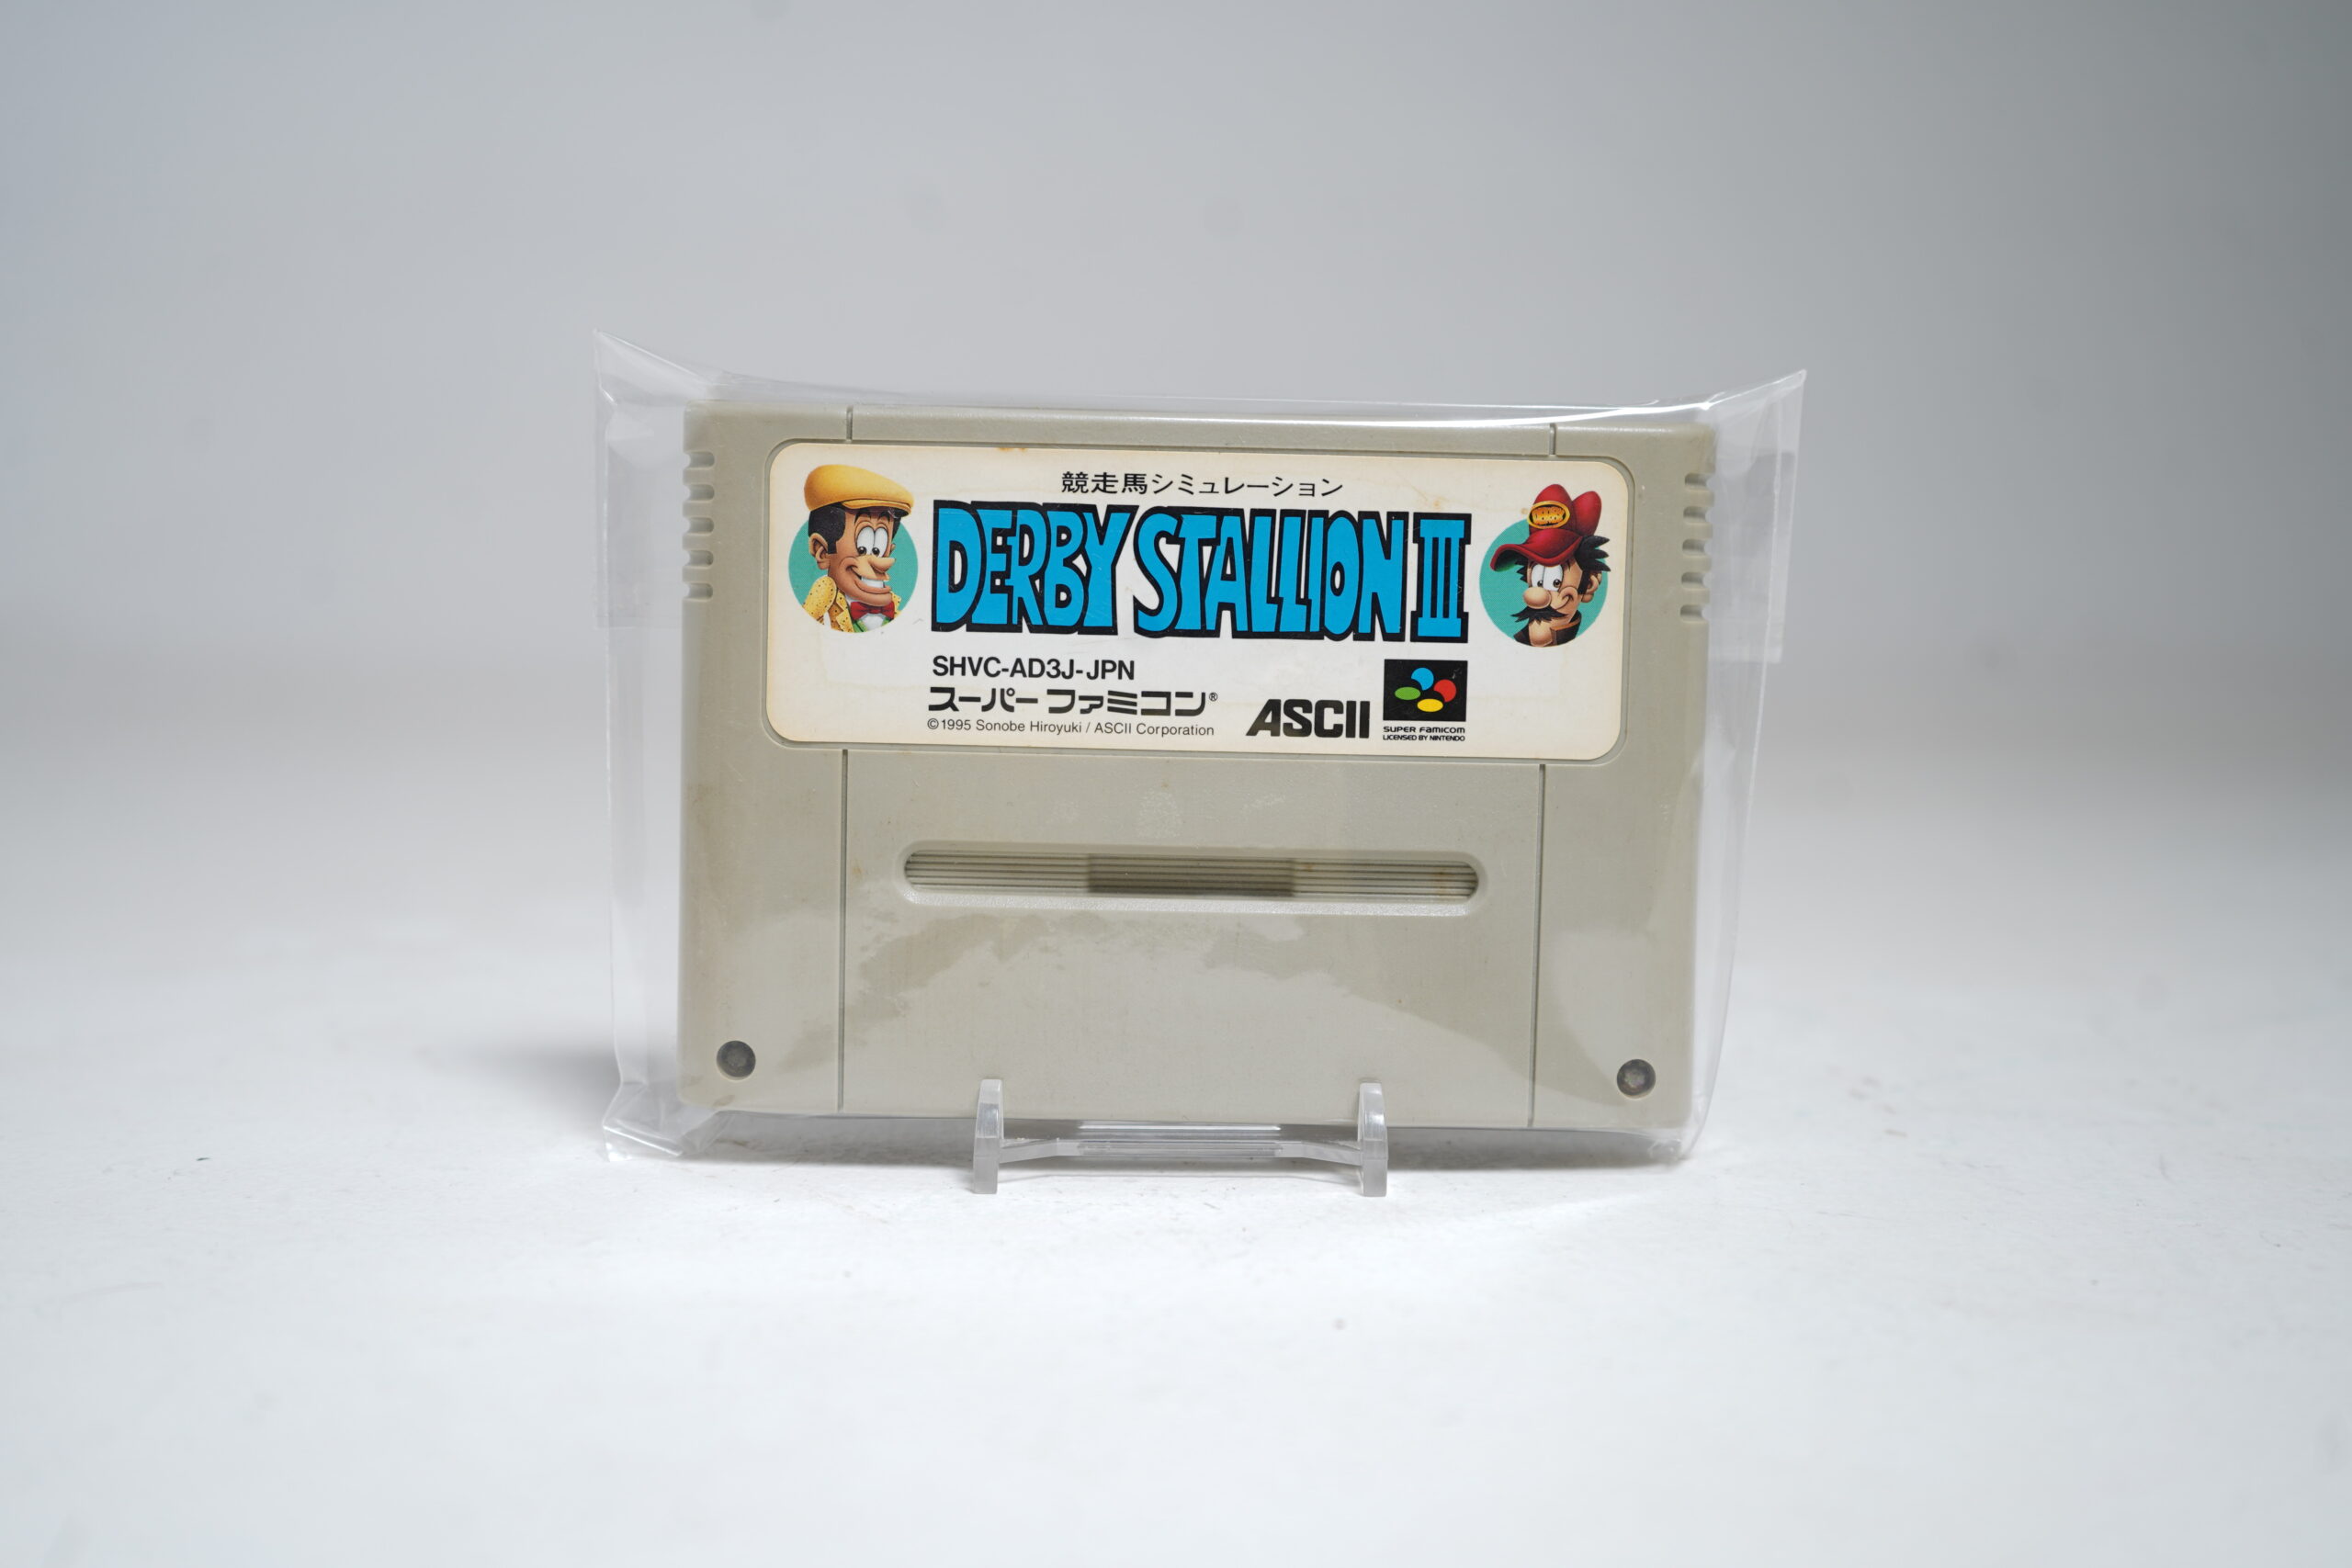 競走馬シミュレーション
DERBY STALLION III
DERBY
SHVC-AD3J-JPN
スーパーファミコン®
©1995 Sonobe Hiroyuki / ASCII Corporation
ASCII
SUPER FAMICOM
LICENSED BY NINTENDO